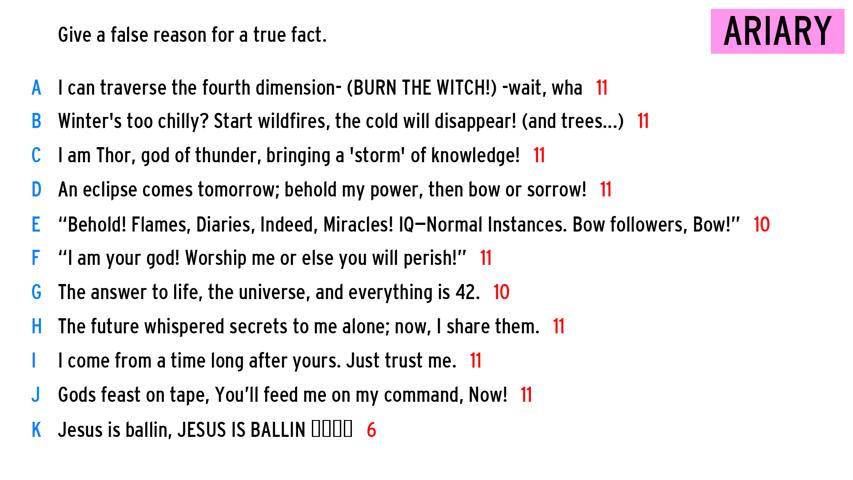 Give a false reason for a true fact.
ARIARY
A I can traverse the fourth dimension- (BURN THE WITCH!) -wait, wha 11
B Winter's too chilly? Start wildfires, the cold will disappear! (and trees...) 11
C I am Thor, god of thunder, bringing a 'storm' of knowledge! 11
D An eclipse comes tomorrow; behold my power, then bow or sorrow! 11
E “Behold! Flames, Diaries, Indeed, Miracles! IQ—Normal Instances. Bow followers, Bow!” 10
F “I am your god! Worship me or else you will perish!” 11
G The answer to life, the universe, and everything is 42. 10
H The future whispered secrets to me alone; now, I share them. 11
I I come from a time long after yours. Just trust me. 11
J Gods feast on tape, You’ll feed me on my command, Now! 11
K Jesus is ballin, JESUS IS BALLIN 6